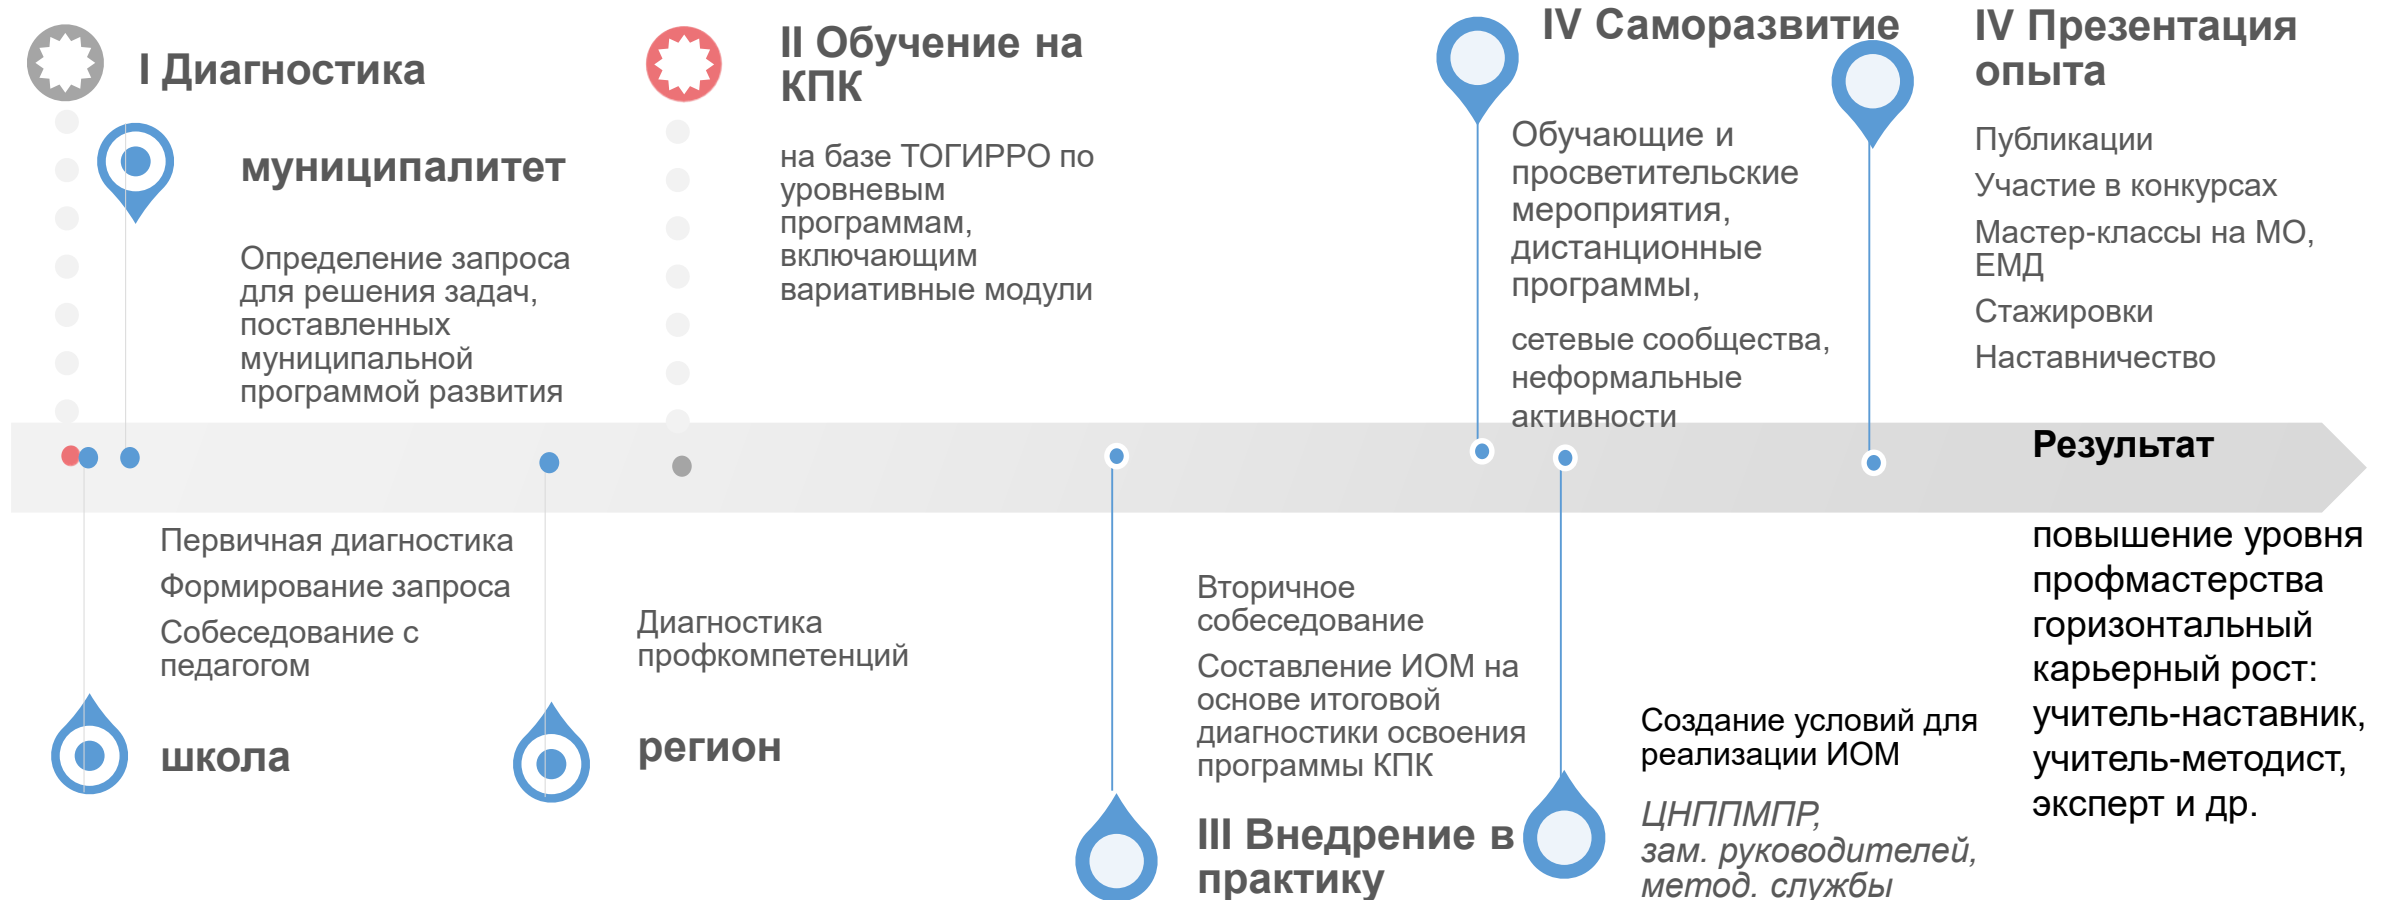 I Диагностика
муниципалитет
Определение запроса
для решения задач,
поставленных
муниципальной
программой развития
Первичная диагностика
Формирование запроса
Собеседование с
педагогом
школа
Диагностика
профкомпетенций
регион
II Обучение на
КПК
на базе ТОГИРРО по
уровневым
программам,
включающим
вариативные модули
Вторичное
собеседование
Составление ИОМ на
основе итоговой
диагностики освоения
программы КПК
III Внедрение в
практику
IV Саморазвитие
Обучающие и
просветительские
мероприятия,
дистанционные
программы,
сетевые сообщества,
неформальные
активности
Создание условий для
реализации ИОМ
ЦНППМПР,
зам. руководителей,
метод. службы
IV Презентация
опыта
Публикации
Участие в конкурсах
Мастер-классы на МО,
ЕМД
Стажировки
Наставничество
Результат
повышение уровня
профмастерства
горизонтальный
карьерный рост:
учитель-наставник,
учитель-методист,
эксперт и др.